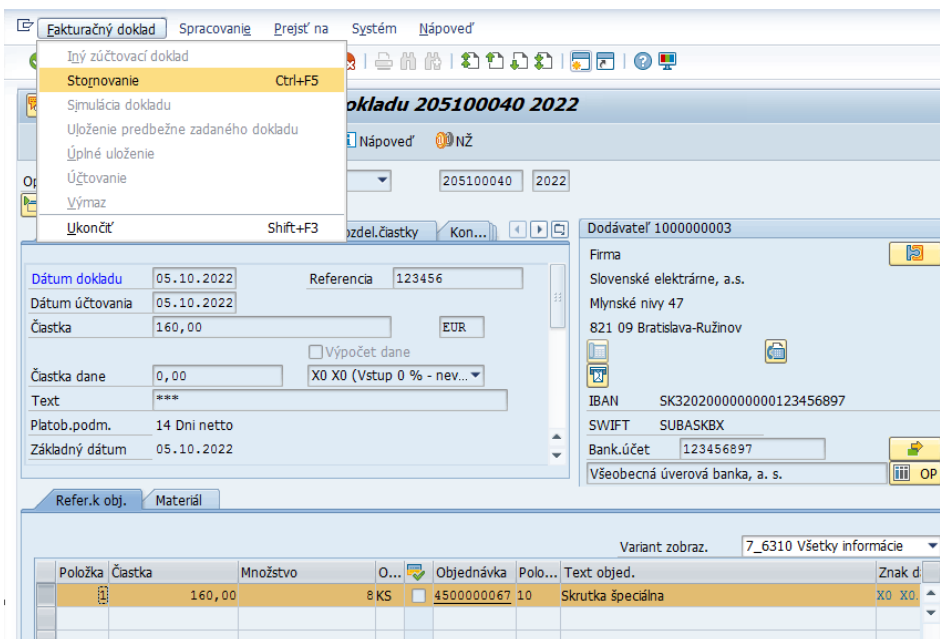 Fakturačný doklad Spracovanie Prejsť na Systém Nápoveď
Iný zúčtovací doklad
Stornovanie Ctrl+F5
Simulácia dokladu
Uloženie predbežne zadaného dokladu
Úplné uloženie
Účtovanie
Výmaz
Ukončiť Shift+F3
okladu 205100040 2022
Nápoveď NŽ
205100040 2022
ozdel.čiastky Kon...
Dátum dokladu 05.10.2022 Referencia 123456
Dátum účtovania 05.10.2022
Čiastka 160,00 EUR
Výpočet dane
Čiastka dane 0,00 X0 X0 (Vstup 0 % - nev...
Text ***
Platob.podm. 14 Dni netto
Základný dátum 05.10.2022
Dodávateľ 1000000003
Firma
Slovenské elektrárne, a.s.
Mlynské nivy 47
821 09 Bratislava-Ružinov
IBAN SK3202000000000123456897
SWIFT SUBASKBX
Bank.účet 123456897
Všeobecná úverová banka, a. s. OP
Refer.k obj. Materiál
Variant zobraz. 7_6310 Všetky informácie
Položka Čiastka Množstvo O... Objednávka Polo... Text objed. Znak d
1 160,00 8 KS 4500000067 10 Skrutka špeciálna X0 X0.